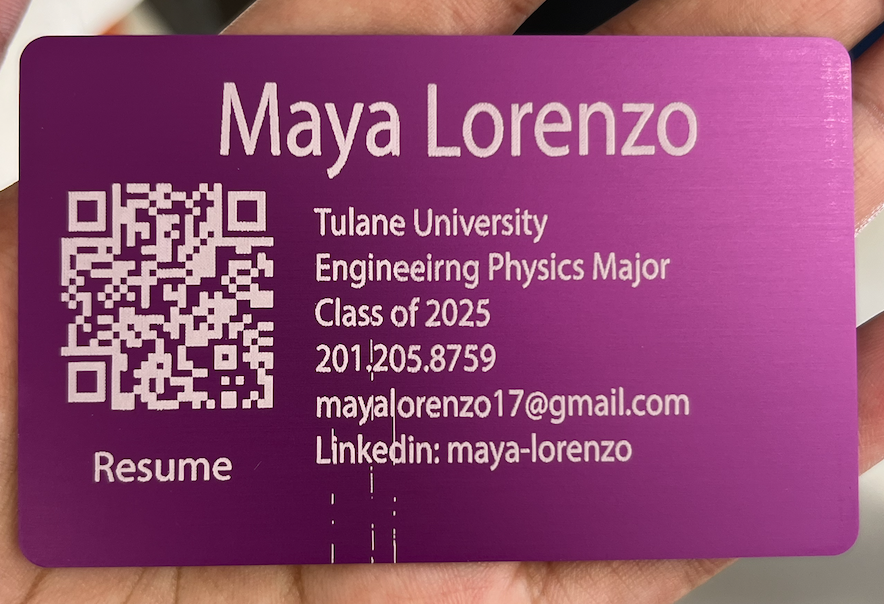 Maya Lorenzo
Tulane University
Engineeirng Physics Major
Class of 2025
201.205.8759
mayalorenzo17@gmail.com
Linkedin: maya-lorenzo
Resume